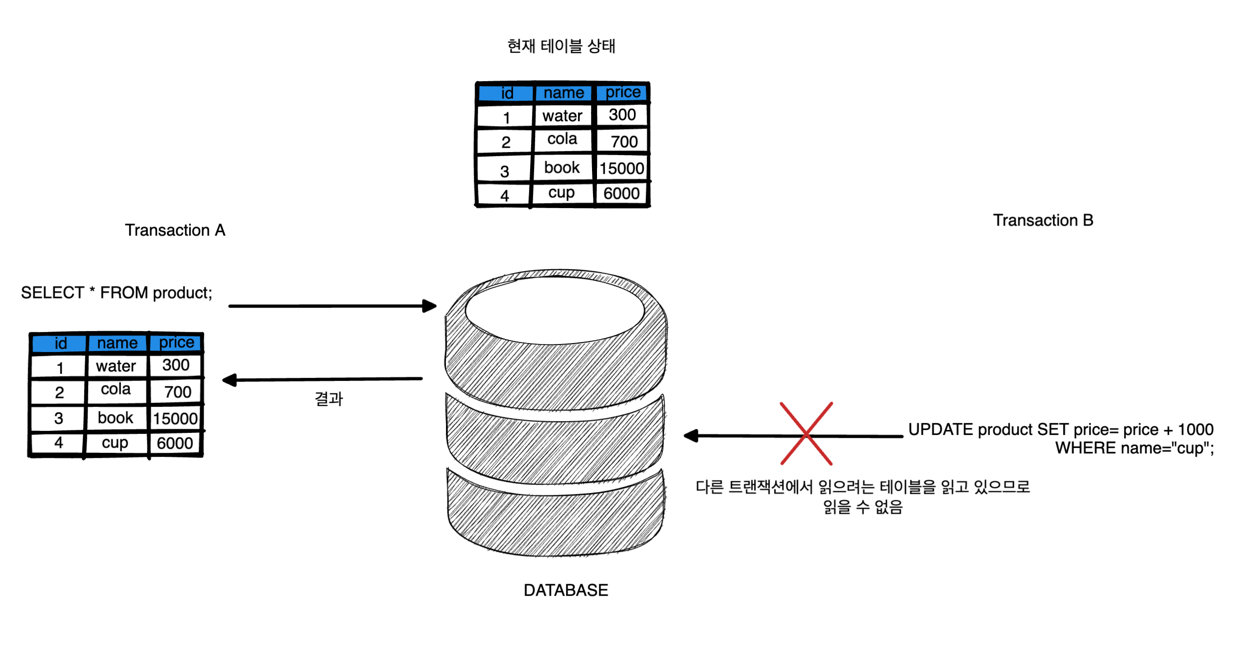 현재 테이블 상태
id name price
1 water 300
2 cola 700
3 book 15000
4 cup 6000
Transaction A
Transaction B
SELECT * FROM product;
id name price
1 water 300
2 cola 700
3 book 15000
4 cup 6000
결과
UPDATE product SET price= price + 1000
WHERE name="cup";
다른 트랜잭션에서 읽으려는 테이블을 읽고 있으므로
읽을 수 없음
DATABASE